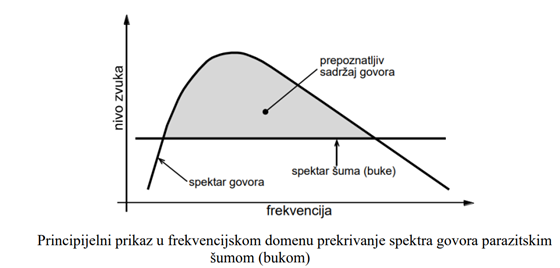 prepoznatljiv
sadržaj govora
nivo zvuka
spektar šuma (buke)
spektar govora
frekvencija
Principijelni prikaz u frekvencijskom domenu prekrivanje spektra govora parazitskim
šumom (bukom)